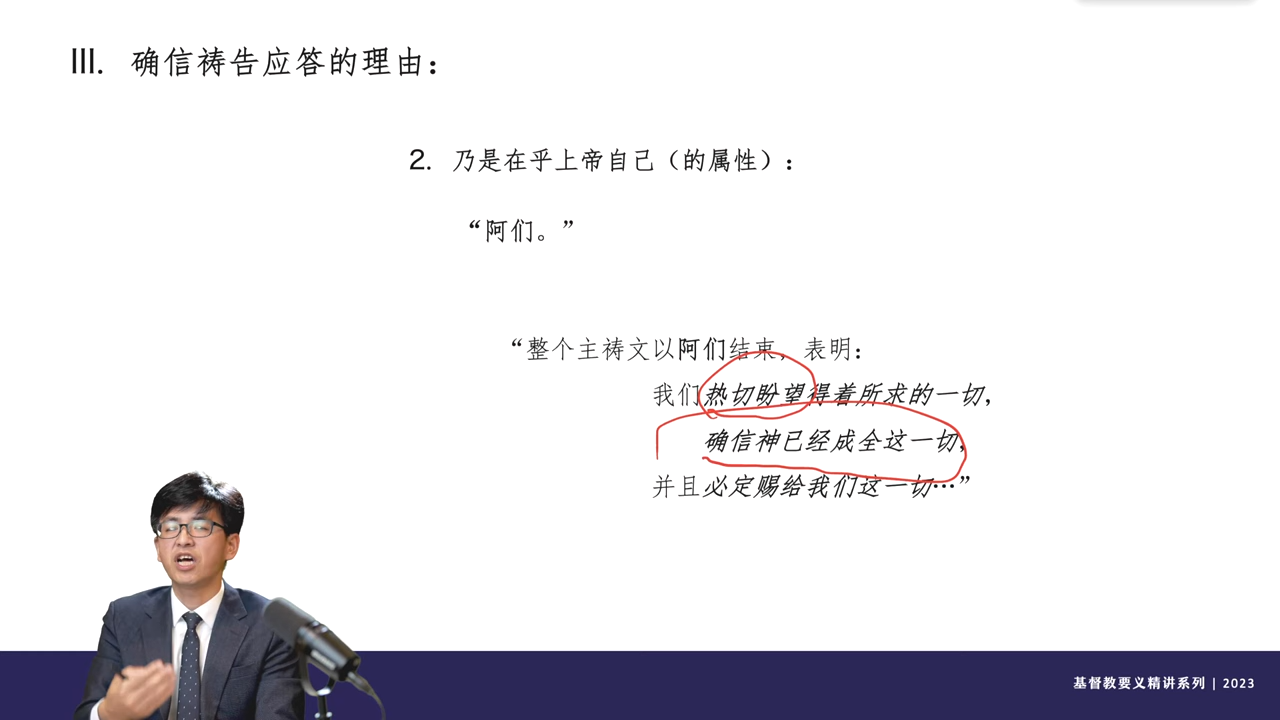 III. 确信祷告应答的理由：
2. 乃是在乎上帝自己（的属性）：
“阿们。”
“整个主祷文以阿们结束，表明：
我们热切盼望得着所求的一切，
确信神已经成全这一切，
并且必定赐给我们这一切…”
基督教要义精讲系列 | 2023